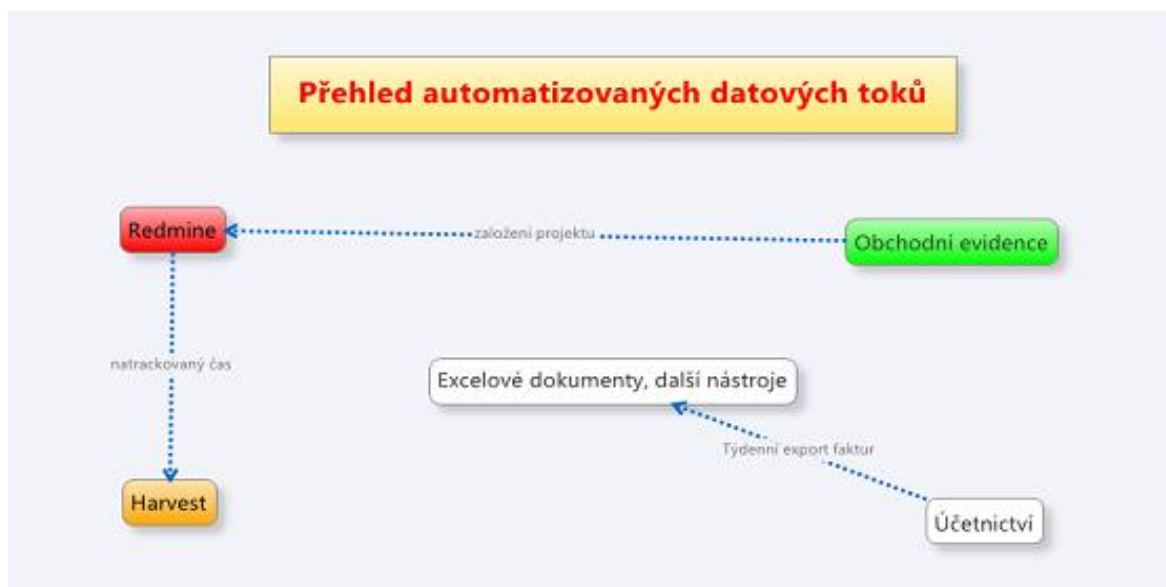 Přehled automatizovaných datových toků
Redmine
založení projektu
Obchodní evidence
natrackovaný čas
Excelové dokumenty, další nástroje
Týdenní export faktur
Harvest
Účetnictví